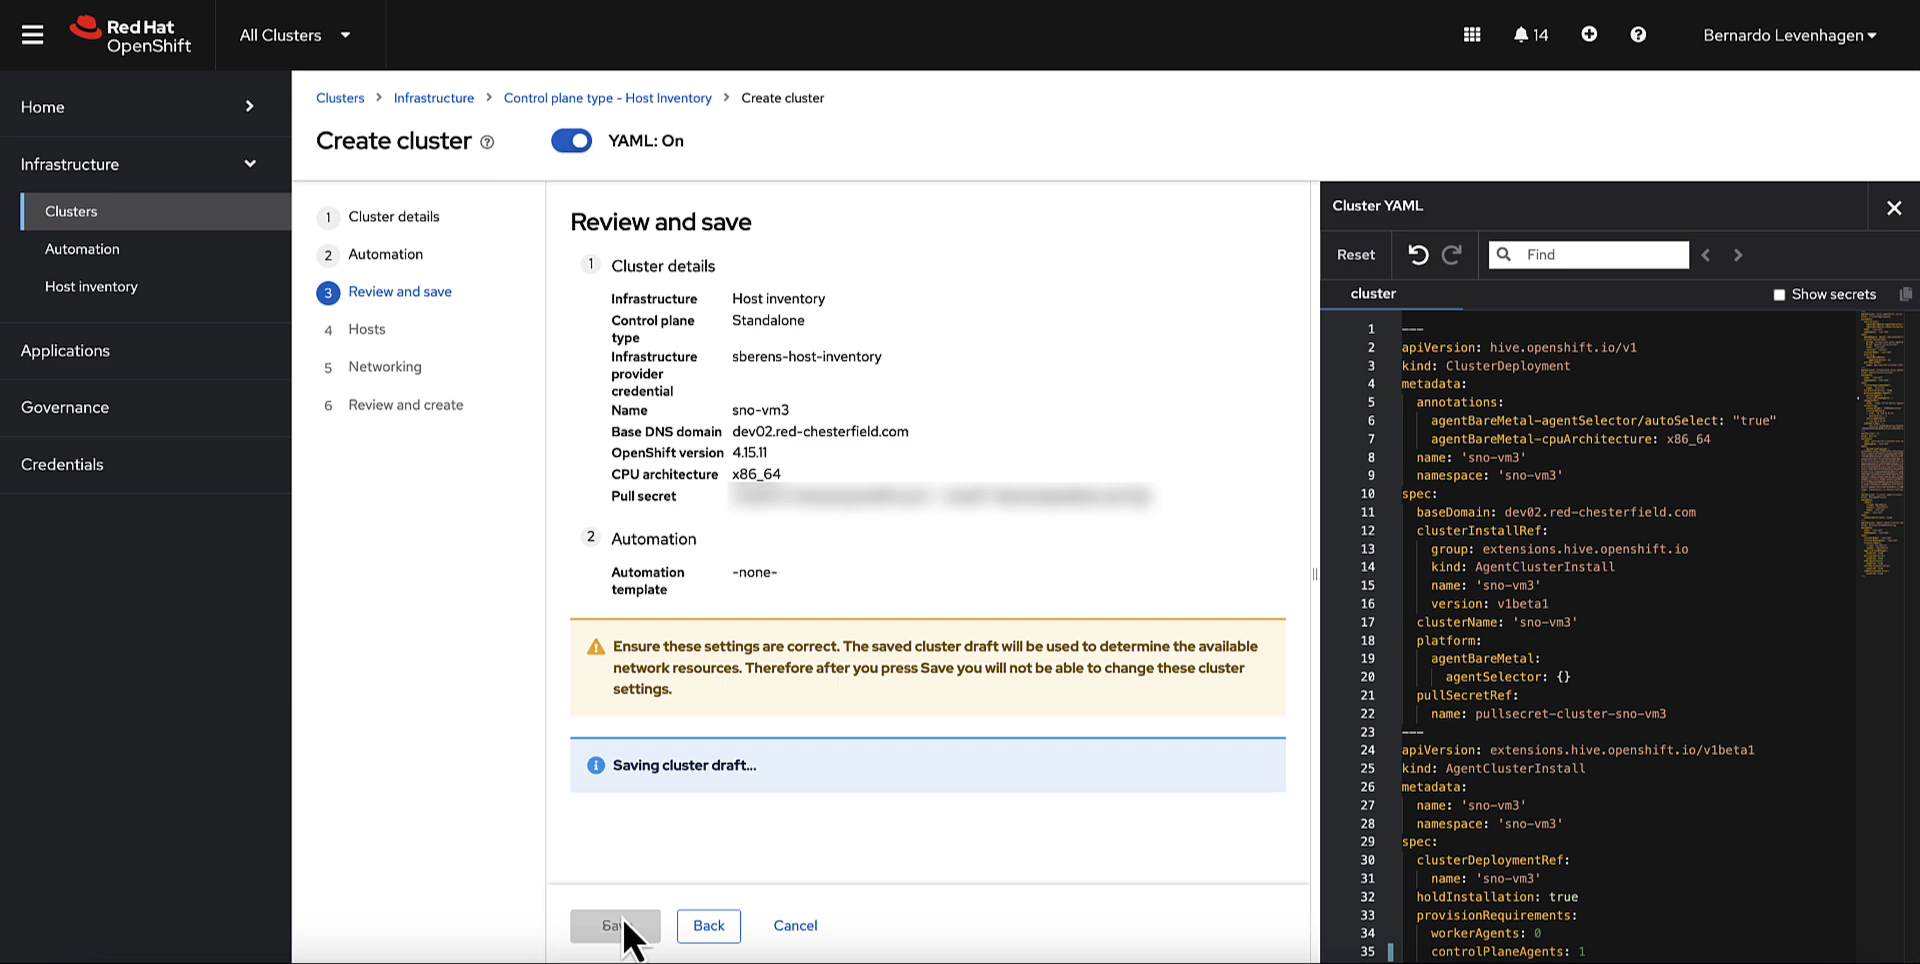 Red Hat
OpenShift
All Clusters
14
Bernardo Levenhagen
Home
Infrastructure
Clusters
Automation
Host inventory
Applications
Governance
Credentials
Clusters > Infrastructure > Control plane type - Host Inventory > Create cluster
Create cluster
YAML: On
1 Cluster details
2 Automation
3 Review and save
4 Hosts
5 Networking
6 Review and create
Review and save
1 Cluster details
Infrastructure Host inventory
Control plane type Standalone
Infrastructure provider credential sberens-host-inventory
Name sno-vm3
Base DNS domain dev02.red-chesterfield.com
OpenShift version 4.15.11
CPU architecture x86_64
Pull secret
2 Automation
Automation template -none-
Ensure these settings are correct. The saved cluster draft will be used to determine the available
network resources. Therefore after you press Save you will not be able to change these cluster
settings.
Saving cluster draft...
Back
Cancel
Cluster YAML
Reset
Find
cluster
Show secrets
1 ---
2 apiVersion: hive.openshift.io/v1
3 kind: ClusterDeployment
4 metadata:
5 annotations:
6 agentBareMetal-agentSelector/autoSelect: "true"
7 agentBareMetal-cpuArchitecture: x86_64
8 name: 'sno-vm3'
9 namespace: 'sno-vm3'
10 spec:
11 baseDomain: dev02.red-chesterfield.com
12 clusterInstallRef:
13 group: extensions.hive.openshift.io
14 kind: AgentClusterInstall
15 name: 'sno-vm3'
16 version: v1beta1
17 clusterName: 'sno-vm3'
18 platform:
19 agentBareMetal:
20 agentSelector: {}
21 pullSecretRef:
22 name: pullsecret-cluster-sno-vm3
23 ---
24 apiVersion: extensions.hive.openshift.io/v1beta1
25 kind: AgentClusterInstall
26 metadata:
27 name: 'sno-vm3'
28 namespace: 'sno-vm3'
29 spec:
30 clusterDeploymentRef:
31 name: 'sno-vm3'
32 holdInstallation: true
33 provisionRequirements:
34 workerAgents: 0
35 controlPlaneAgents: 1